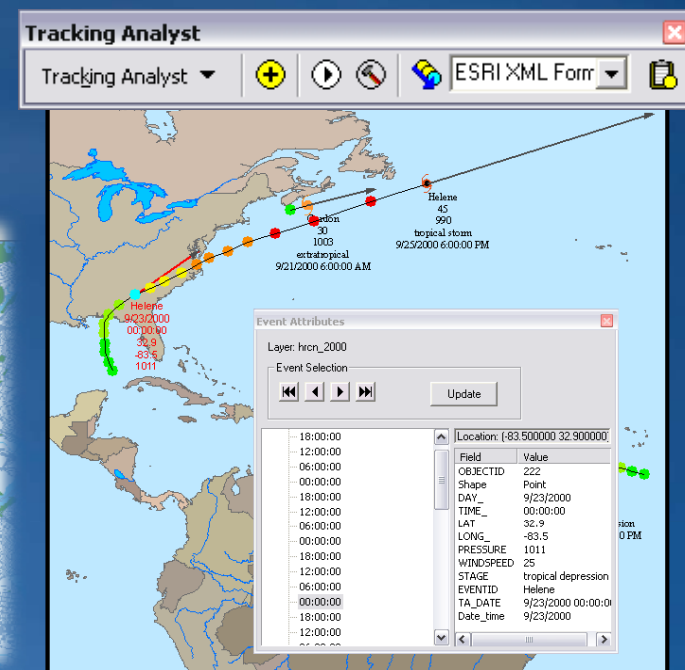 Tracking Analyst
Tracking Analyst
ESRI XML Form
Helene
45
990
tropical storm
9/25/2000 6:00:00 PM
30
1003
extratropical
9/21/2000 6:00:00 AM
Helene
9/23/2000
00:00:00
32.9
-83.5
1011
Event Attributes
Layer: hrcn_2000
Event Selection
Update
18:00:00
12:00:00
06:00:00
00:00:00
18:00:00
12:00:00
06:00:00
00:00:00
18:00:00
12:00:00
06:00:00
00:00:00
18:00:00
12:00:00
Location: (-83.500000 32.900000)
Field Value
OBJECTID 222
Shape Point
DAY_ 9/23/2000
TIME_ 00:00:00
LAT 32.9
LONG_ -83.5
PRESSURE 1011
WINDSPEED 25
STAGE tropical depression
EVENTID Helene
TA_DATE 9/23/2000 00:00:0
Date_time 9/23/2000
sion
0 PM